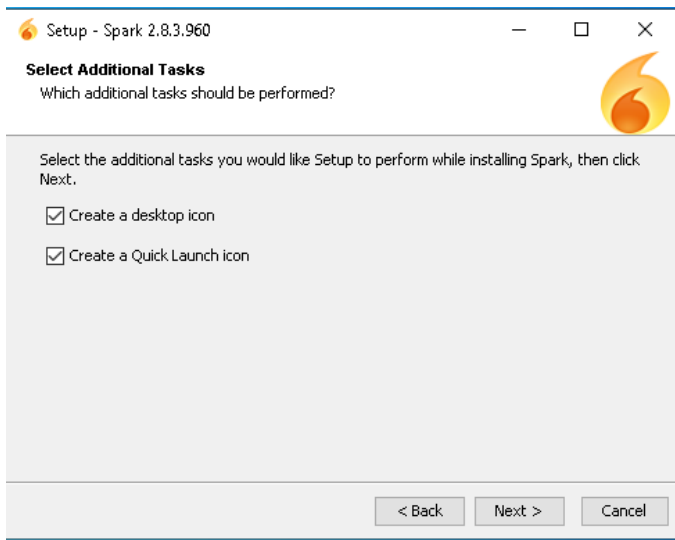 Setup - Spark 2.8.3.960
Select Additional Tasks
Which additional tasks should be performed?
Select the additional tasks you would like Setup to perform while installing Spark, then click
Next.
Create a desktop icon
Create a Quick Launch icon
< Back
Next >
Cancel